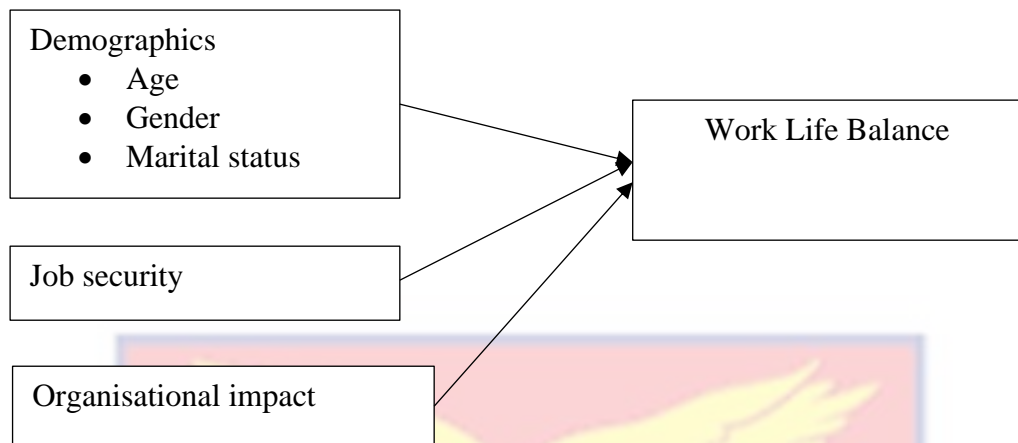 Demographics
• Age
• Gender
• Marital status
Work Life Balance
Job security
Organisational impact